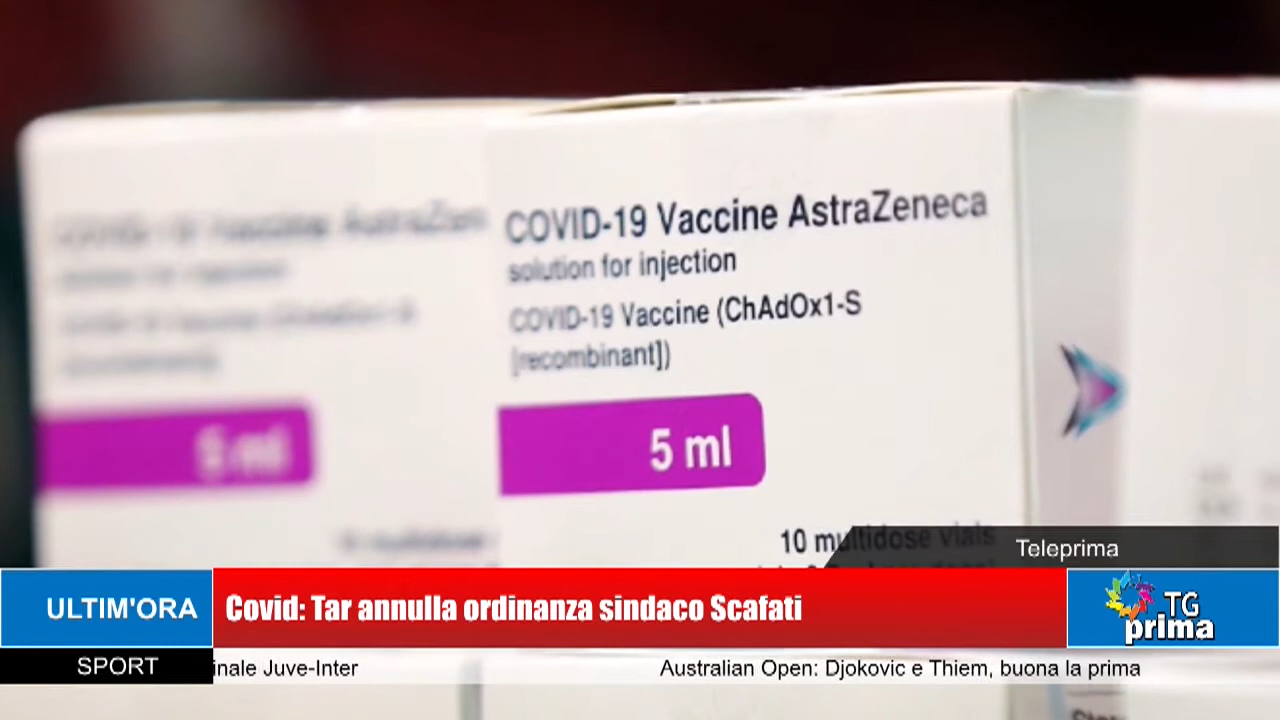 COVID-19 Vaccine AstraZeneca
solution for injection
COVID-19 Vaccine (ChAdOx1-S
[recombinant])
5 ml
5 ml
10 multidose vials
Teleprima
ULTIM'ORA
Covid: Tar annulla ordinanza sindaco Scafati
TG
prima
SPORT
inale Juve-Inter
Australian Open: Djokovic e Thiem, buona la prima